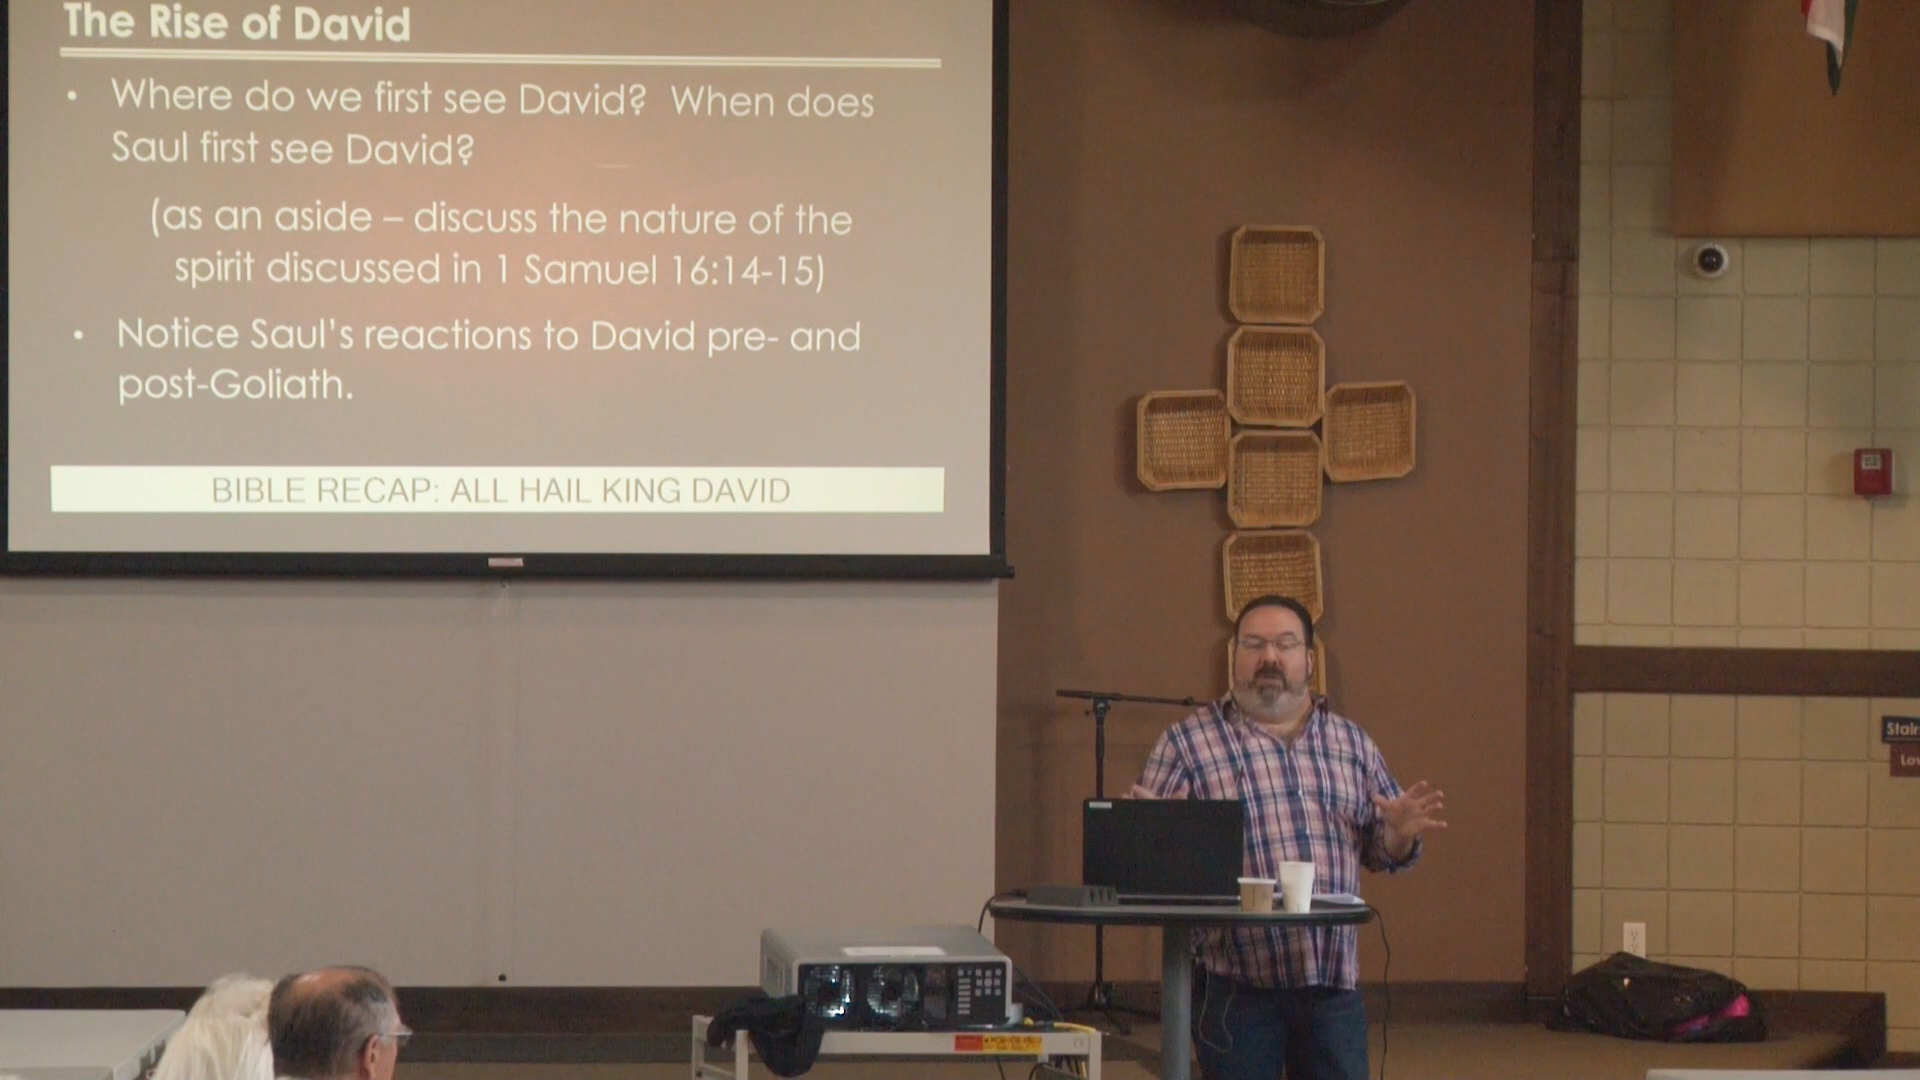 The Rise of David
• Where do we first see David? When does
Saul first see David?
(as an aside – discuss the nature of the
spirit discussed in 1 Samuel 16:14-15)
• Notice Saul's reactions to David pre- and
post-Goliath.
BIBLE RECAP: ALL HAIL KING DAVID